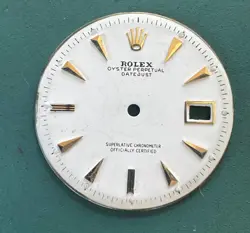 ROLEX
OYSTER PERPETUAL
DATEJUST
SUPERLATIVE CHRONOMETER
OFFICIALLY CERTIFIED